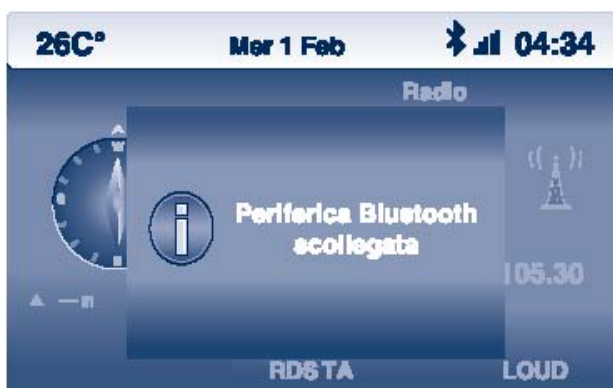 26C° Mer 1 Feb 04:34
Radio
Periferica Bluetooth
scollegata
105.30
RDS TA LOUD